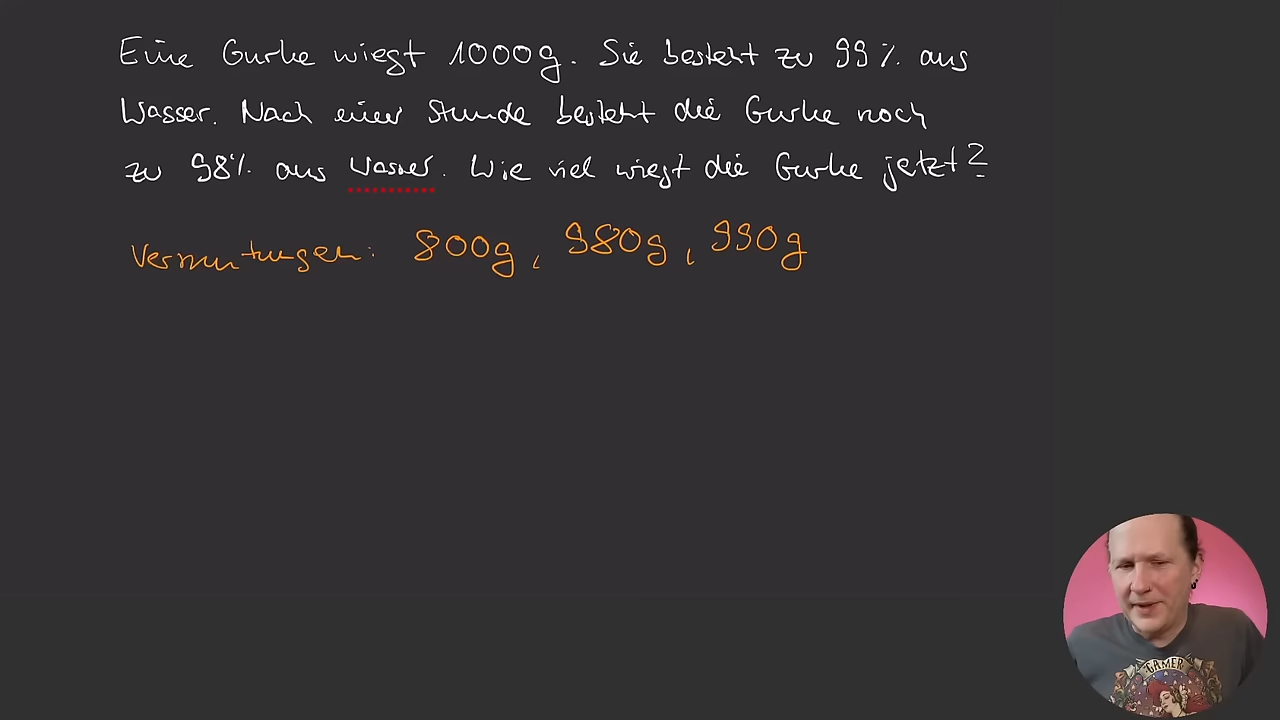 Eine Gurke wiegt 1000g. Sie besteht zu 99% aus
Wasser. Nach einer Stunde besteht die Gurke noch
zu 98% aus Wasser. Wie viel wiegt die Gurke jetzt?
Vermutungen: 800g, 980g, 990g
GAMER